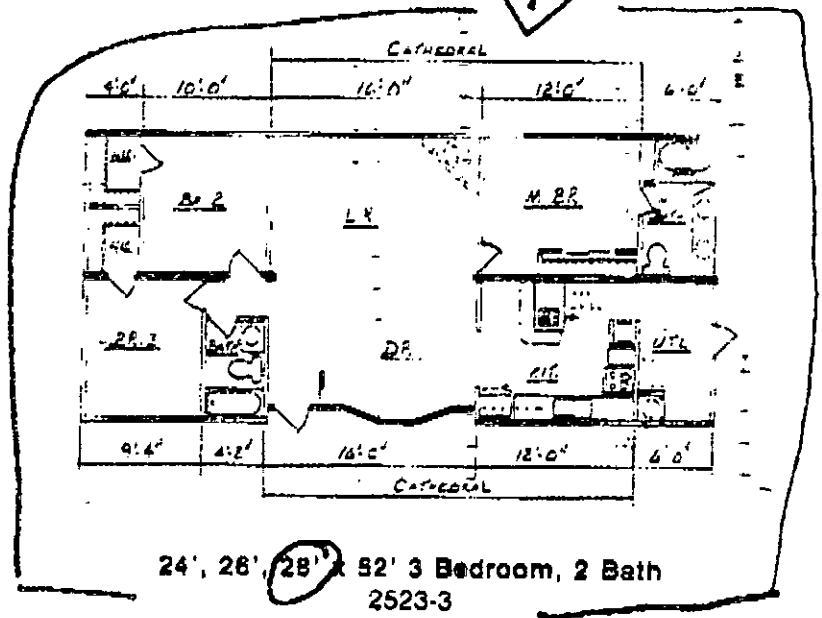 CATHEDRAL
4'0" 10'0" 16'0" 12'0" 6'0"
BR 2 LR M. BR
BR 3 BATH DR KIT UTL
9'4" 4'2" 16'0" 12'0" 6'0"
CATHEDRAL
24', 26', 28' x 52' 3 Bedroom, 2 Bath
2523-3